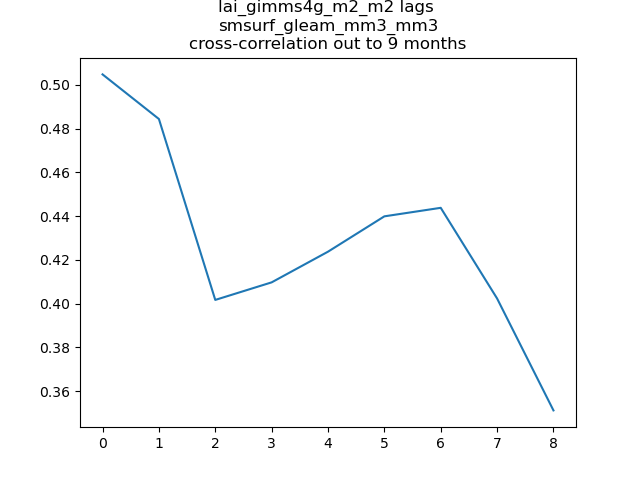 lai_gimms4g_m2_m2 lags
smsurf_gleam_mm3_mm3
cross-correlation out to 9 months
0.50
0.48
0.46
0.44
0.42
0.40
0.38
0.36
0 1 2 3 4 5 6 7 8